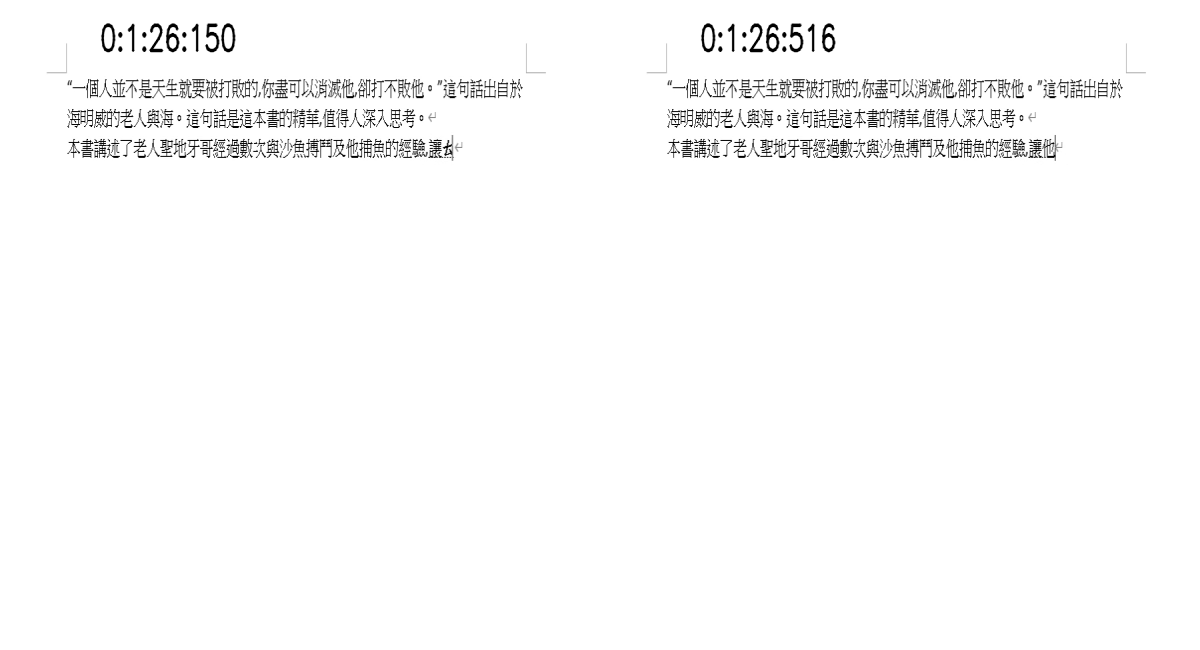 0:1:26:150
“一個人並不是天生就要被打敗的,你盡可以消滅他,卻打不敗他。”這句話出自於
海明威的老人與海。這句話是這本書的精華,值得人深入思考。
本書講述了老人聖地牙哥經過數次與沙魚搏鬥及他捕魚的經驗,讓
0:1:26:516
“一個人並不是天生就要被打敗的,你盡可以消滅他,卻打不敗他。”這句話出自於
海明威的老人與海。這句話是這本書的精華,值得人深入思考。
本書講述了老人聖地牙哥經過數次與沙魚搏鬥及他捕魚的經驗,讓他